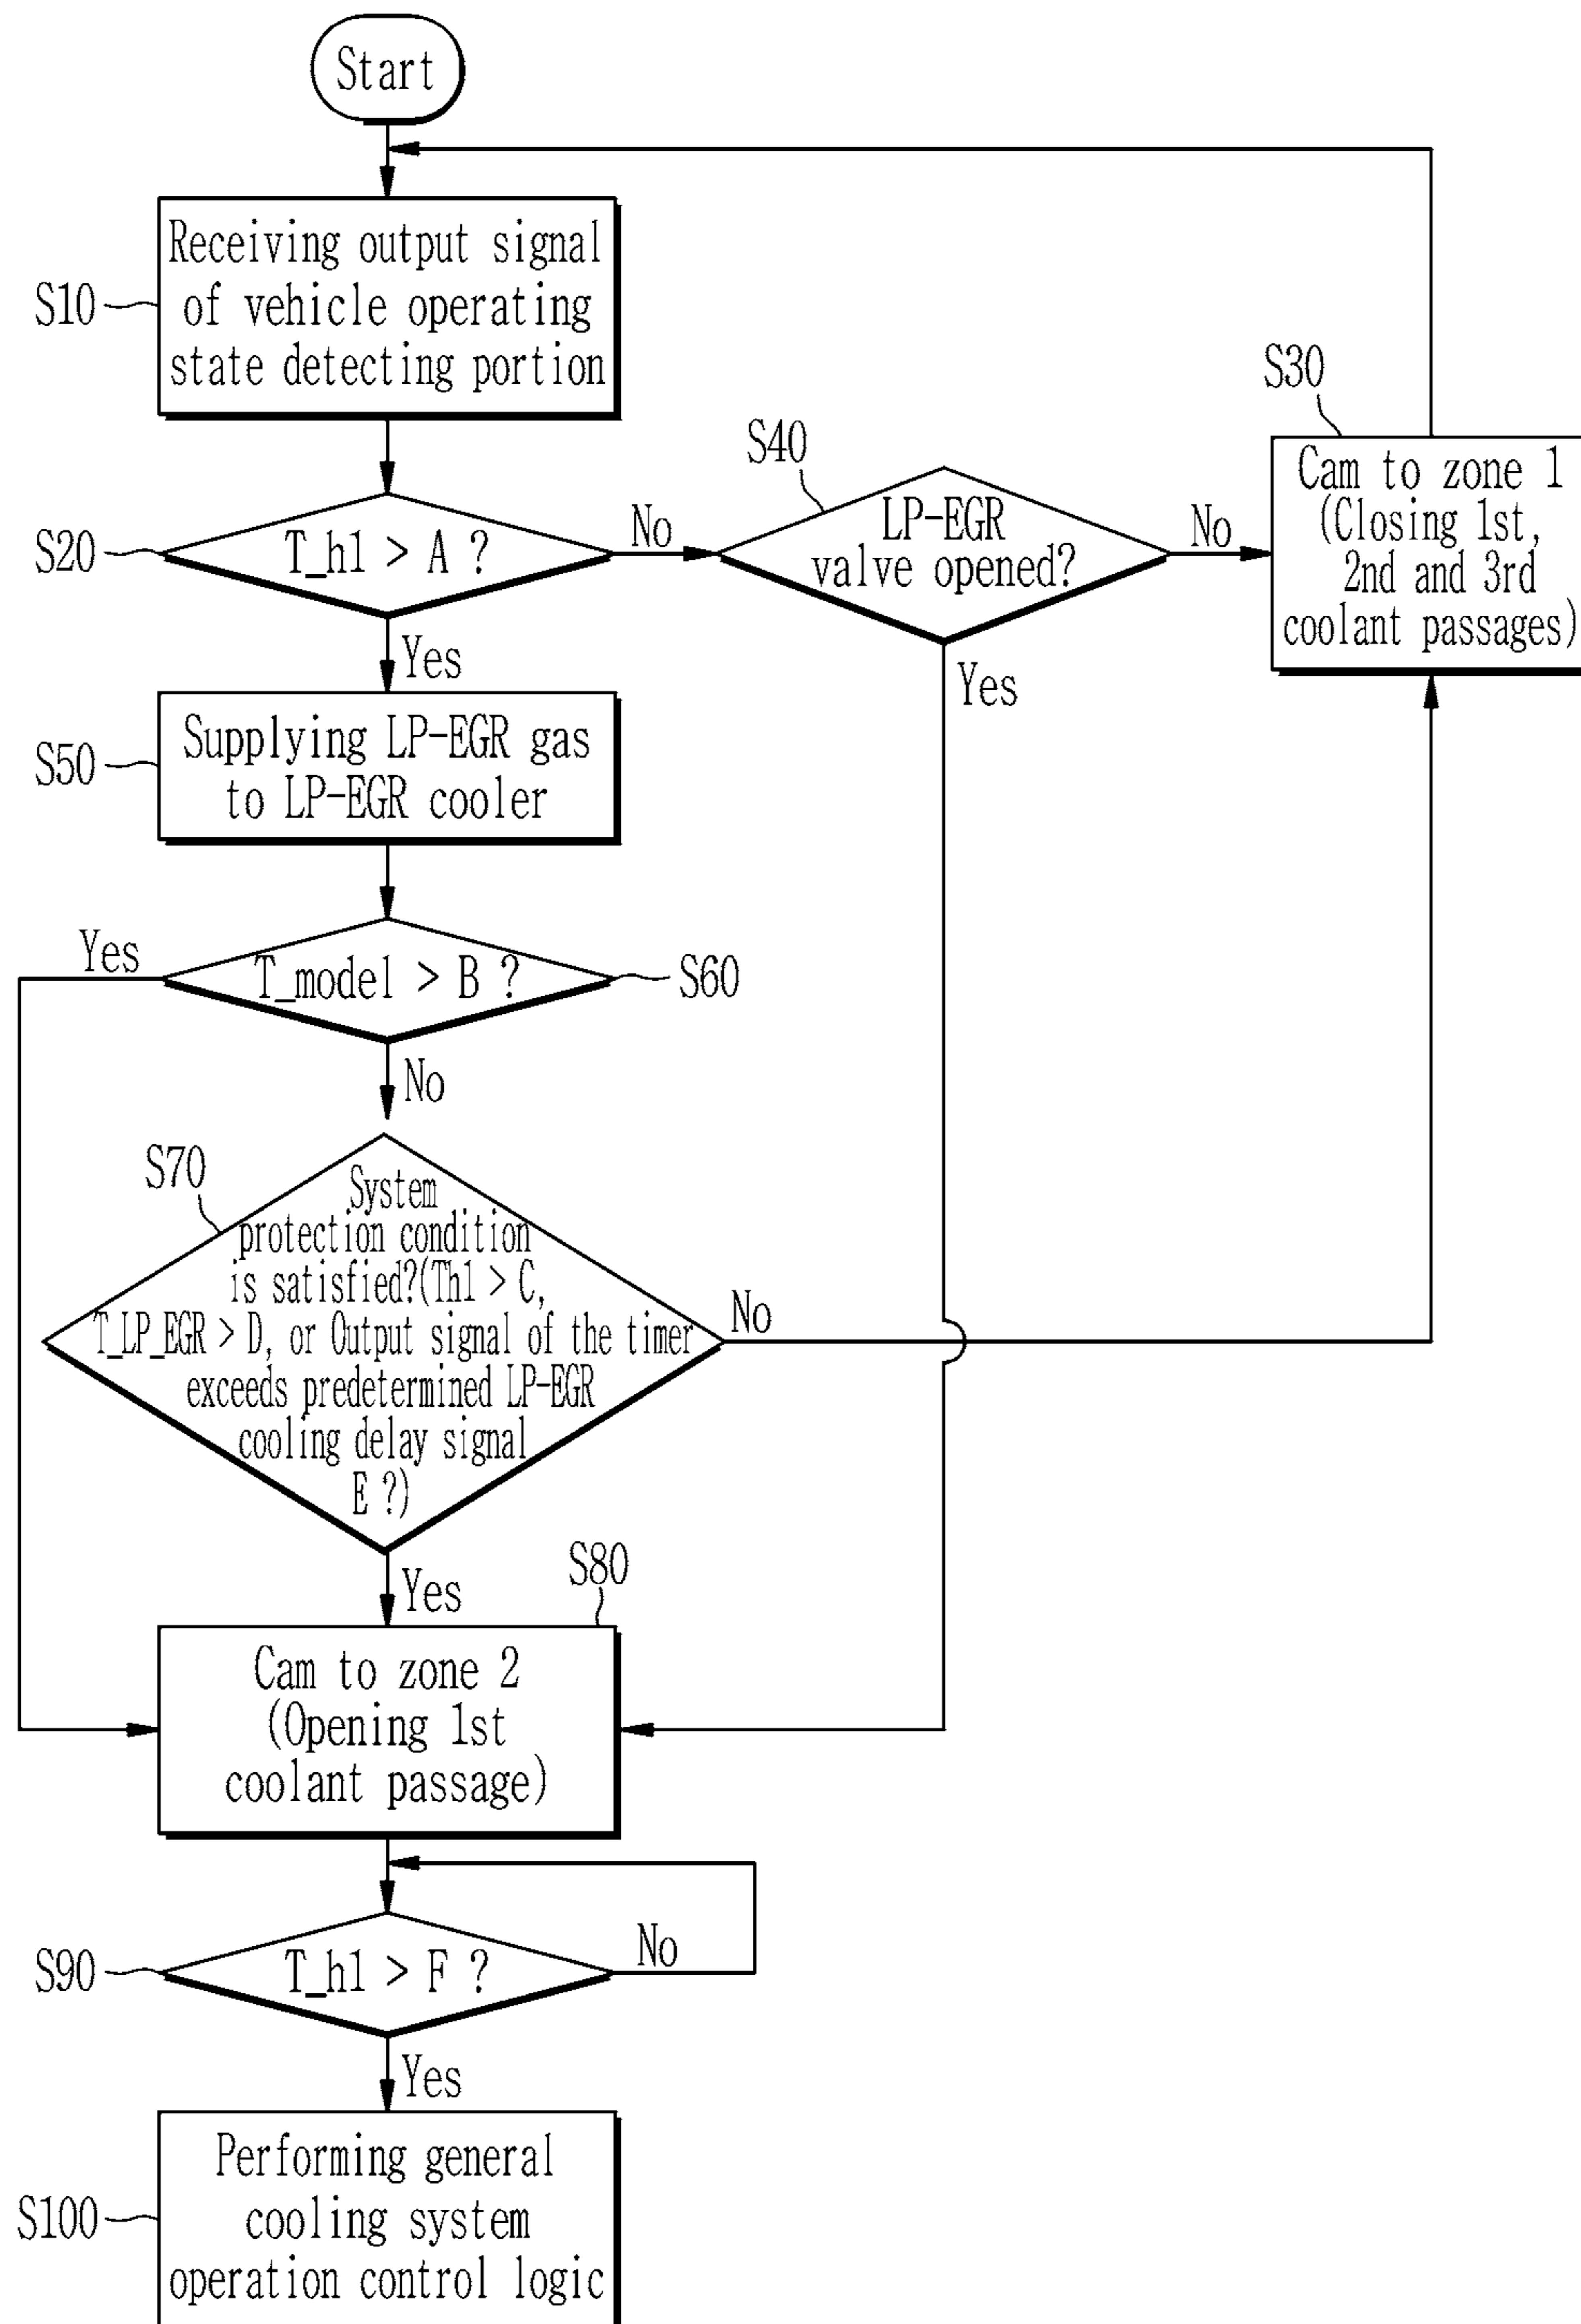 Start
S10
Receiving output signal
of vehicle operating
state detecting portion
S20
T_h1 > A ?
No
Yes
S40
LP-EGR
valve opened?
No
Yes
S30
Cam to zone 1
(Closing 1st,
2nd and 3rd
coolant passages)
S50
Supplying LP-EGR gas
to LP-EGR cooler
Yes
T_model > B ?
S60
No
S70
System
protection condition
is satisfied?(Th1 > C,
T_LP_EGR > D, or Output signal of the timer
exceeds predetermined LP-EGR
cooling delay signal
E ?)
No
Yes
S80
Cam to zone 2
(Opening 1st
coolant passage)
S90
T_h1 > F ?
No
Yes
S100
Performing general
cooling system
operation control logic